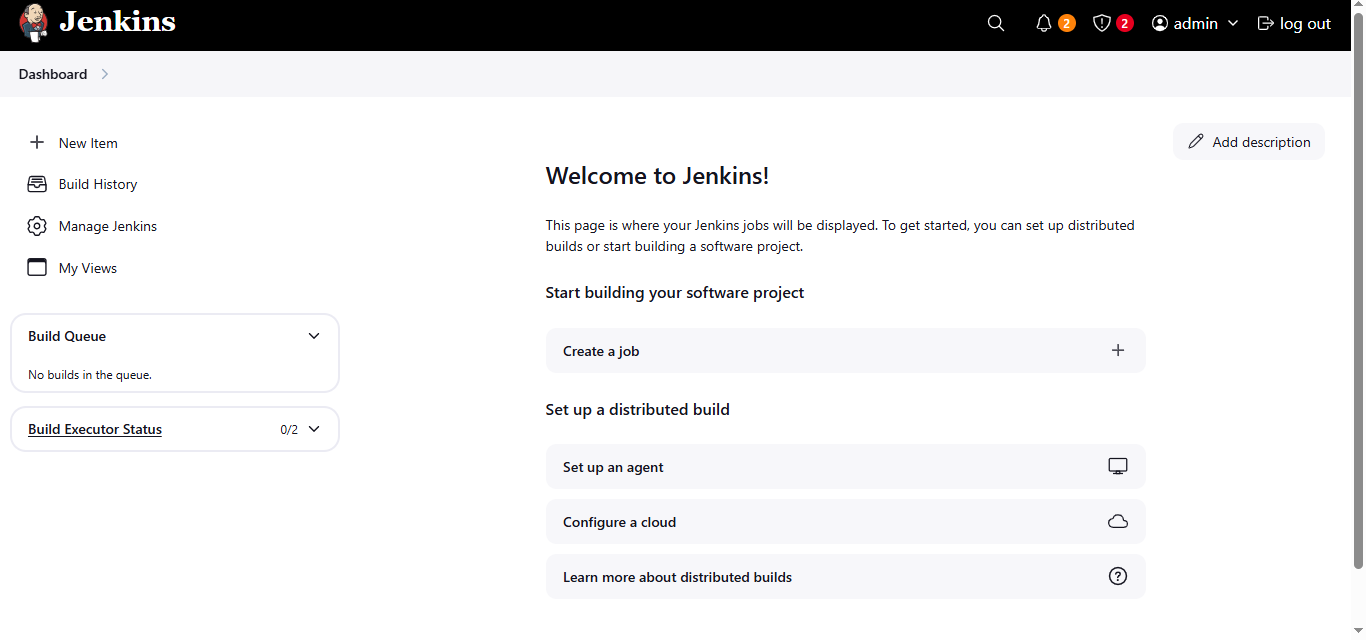 Jenkins
2
2
admin
log out
Dashboard
New Item
Build History
Manage Jenkins
My Views
Build Queue
No builds in the queue.
Build Executor Status
0/2
Add description
Welcome to Jenkins!
This page is where your Jenkins jobs will be displayed. To get started, you can set up distributed
builds or start building a software project.
Start building your software project
Create a job
Set up a distributed build
Set up an agent
Configure a cloud
Learn more about distributed builds